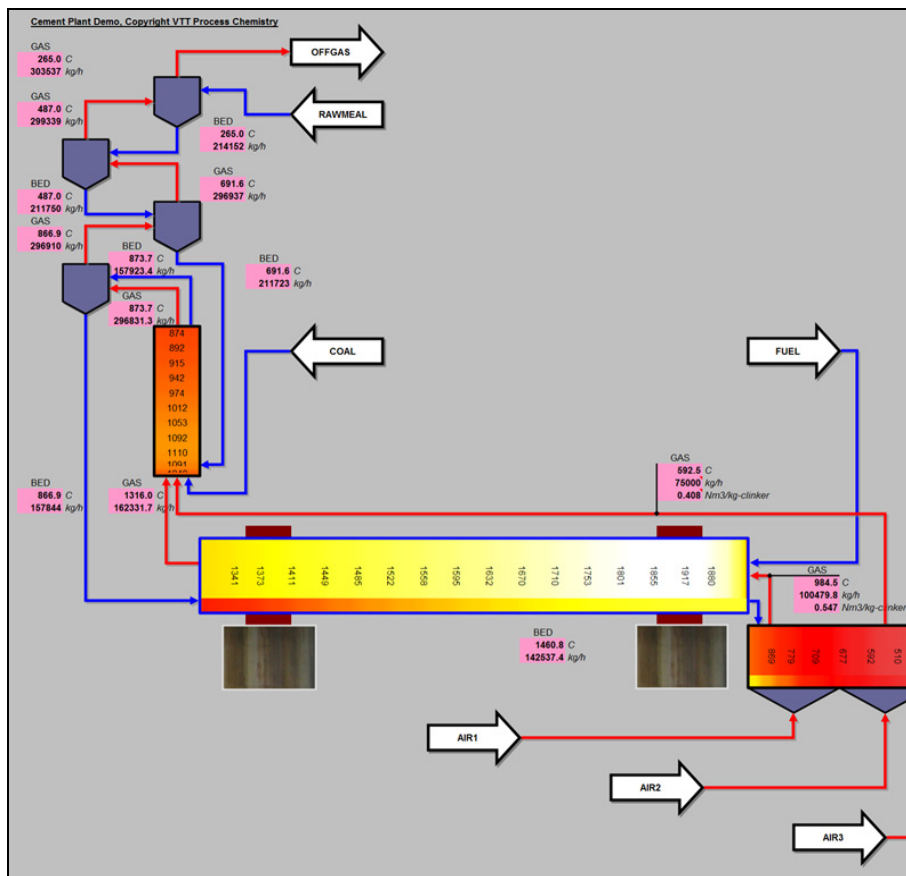 Cement Plant Demo, Copyright VTT Process Chemistry
GAS
265.0 C
303537 kg/h
OFFGAS
GAS
487.0 C
299339 kg/h
RAWMEAL
BED
265.0 C
214152 kg/h
GAS
691.6 C
296937 kg/h
BED
487.0 C
211750 kg/h
GAS
866.9 C
296910 kg/h
BED
873.7 C
157923.4 kg/h
BED
691.6 C
211723 kg/h
GAS
873.7 C
296831.3 kg/h
874
892
915
942
974
1012
1053
1092
1110
1091
COAL
FUEL
BED
866.9 C
157844 kg/h
GAS
1316.0 C
162331.7 kg/h
GAS
592.5 C
75000 kg/h
0.408 Nm3/kg-clinker
1341
1373
1411
1449
1485
1522
1558
1595
1632
1670
1710
1753
1801
1855
1917
1880
GAS
984.5 C
100479.8 kg/h
0.547 Nm3/kg-clinker
BED
1460.8 C
142537.4 kg/h
869
779
709
677
592
510
AIR1
AIR2
AIR3